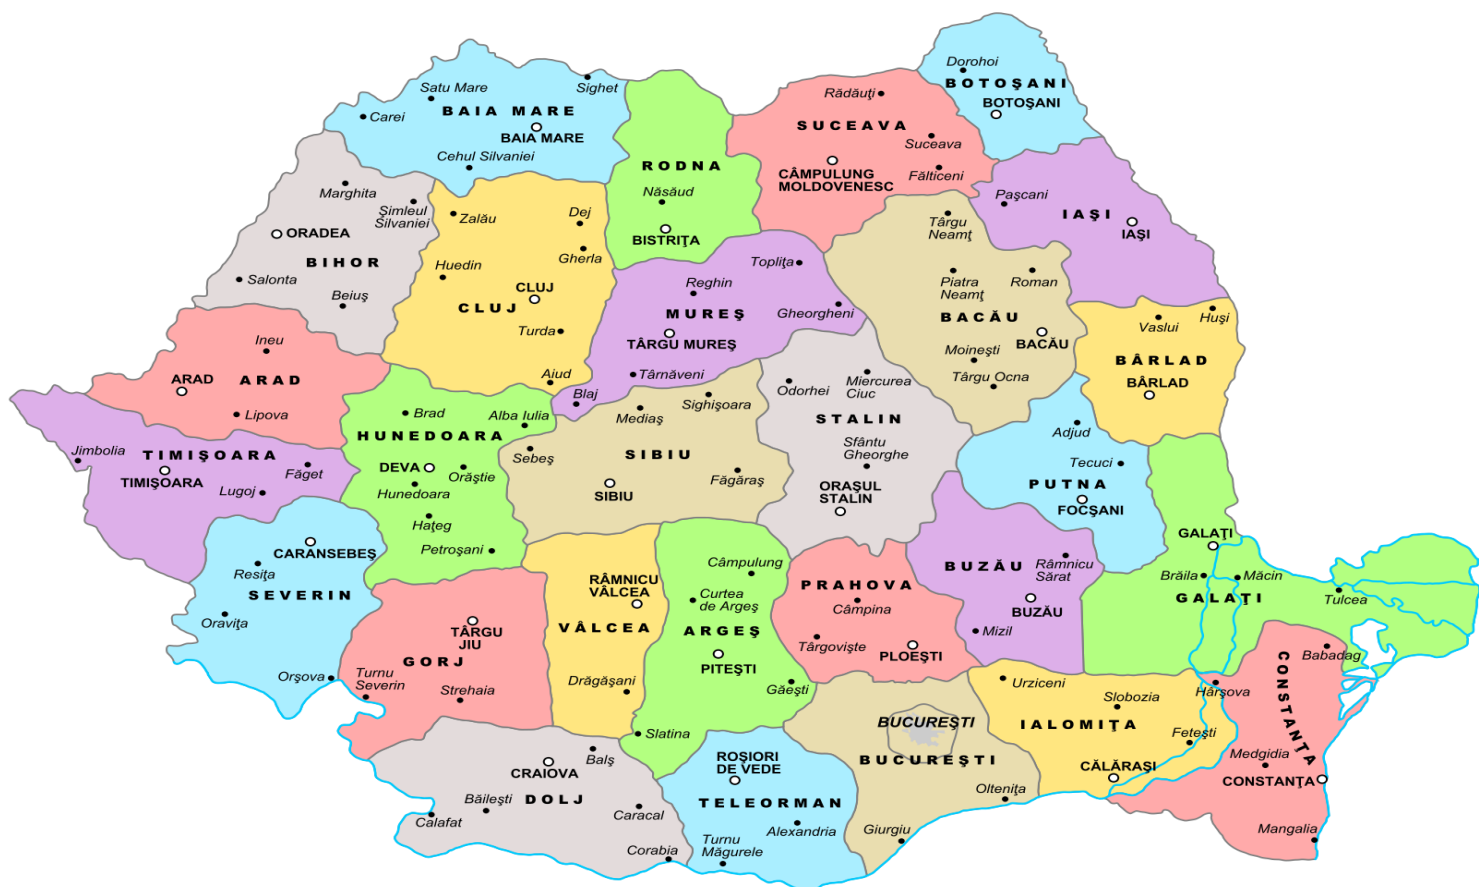 Dorohoi
BOTOŞANI
BOTOŞANI
Satu Mare
Sighet
Carei
BAIA MARE
BAIA MARE
Cehul Silvaniei
Rădăuţi
SUCEAVA
Suceava
CÂMPULUNG
MOLDOVENESC
Fălticeni
RODNA
Năsăud
BISTRIŢA
Marghita
Şimleul
Silvaniei
ORADEA
BIHOR
Salonta
Beiuş
Zalău
Dej
Gherla
Huedin
CLUJ
CLUJ
Turda
Aiud
Paşcani
IAŞI
IAŞI
Târgu
Neamţ
Piatra
Neamţ
Roman
BACĂU
BACĂU
Moineşti
Târgu Ocna
Topliţa
Reghin
Gheorgheni
MUREŞ
TÂRGU MUREŞ
Târnăveni
Blaj
Huşi
Vaslui
BÂRLAD
BÂRLAD
Ineu
ARAD
ARAD
Lipova
Odorhei
Miercurea
Ciuc
STALIN
Sfântu
Gheorghe
ORAŞUL
STALIN
Brad
Alba Iulia
HUNEDOARA
DEVA
Orăştie
Hunedoara
Haţeg
Petroşani
Mediaş
Sighişoara
Sebeş
SIBIU
SIBIU
Făgăraş
Jimbolia
TIMIŞOARA
TIMIŞOARA
Făget
Lugoj
Adjud
Tecuci
PUTNA
FOCŞANI
CARANSEBEŞ
Resiţa
SEVERIN
Oraviţa
Orşova
RÂMNICU
VÂLCEA
VÂLCEA
Drăgăşani
Câmpulung
Curtea
de Argeş
ARGEŞ
PITEŞTI
Găeşti
Slatina
PRAHOVA
Câmpina
Târgovişte
PLOEŞTI
BUZĂU
Râmnicu
Sărat
BUZĂU
Mizil
GALAŢI
Brăila
Măcin
GALAŢI
Tulcea
TÂRGU
JIU
GORJ
Turnu
Severin
Strehaia
Babadag
CONSTANŢA
Hârşova
Medgidia
CONSTANŢA
Mangalia
Urziceni
Slobozia
IALOMIŢA
Feteşti
CĂLĂRAŞI
BUCUREŞTI
BUCUREŞTI
Olteniţa
Giurgiu
Balş
CRAIOVA
Băileşti
DOLJ
Calafat
Caracal
Corabia
ROŞIORI
DE VEDE
TELEORMAN
Alexandria
Turnu
Măgurele